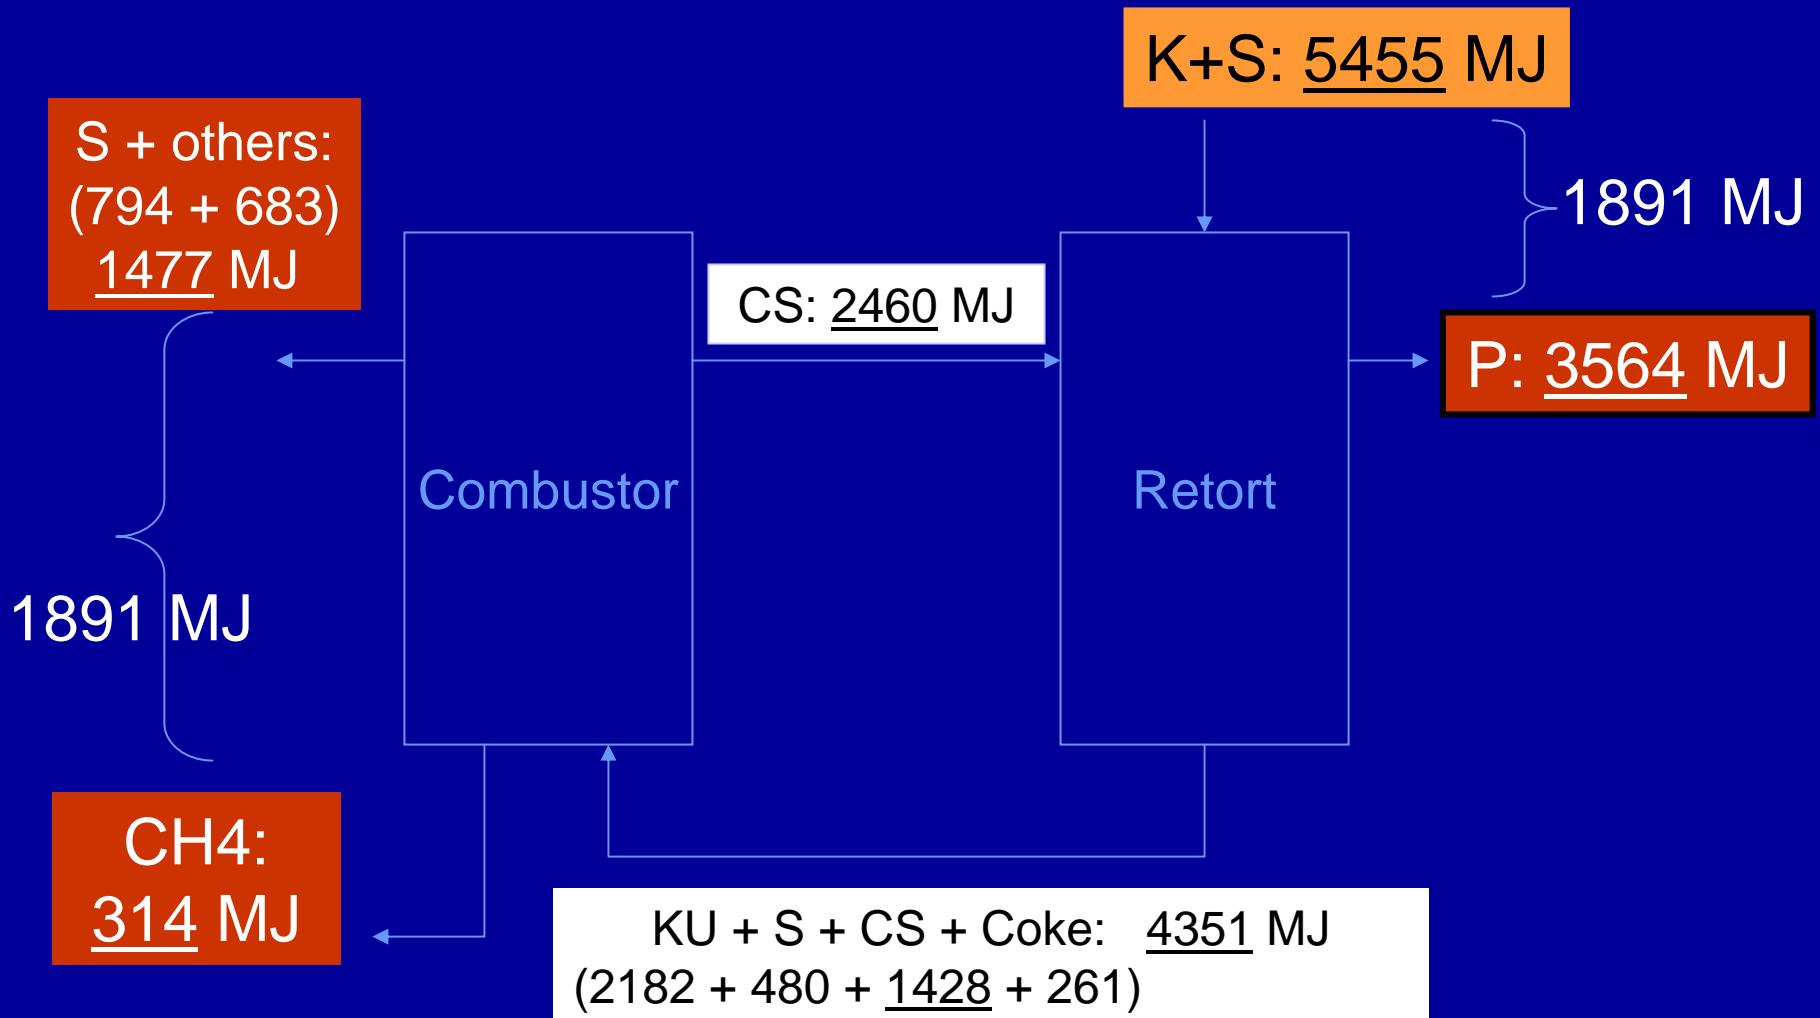 K+S: 5455 MJ
S + others:
(794 + 683)
1477 MJ
1891 MJ
CS: 2460 MJ
P: 3564 MJ
Combustor
Retort
1891 MJ
CH4:
314 MJ
KU + S + CS + Coke: 4351 MJ
(2182 + 480 + 1428 + 261)